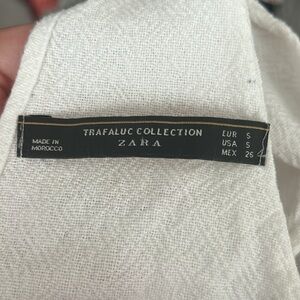 TRAFALUC COLLECTION
ZARA
MADE IN
MOROCCO
EUR S
USA S
MEX 26